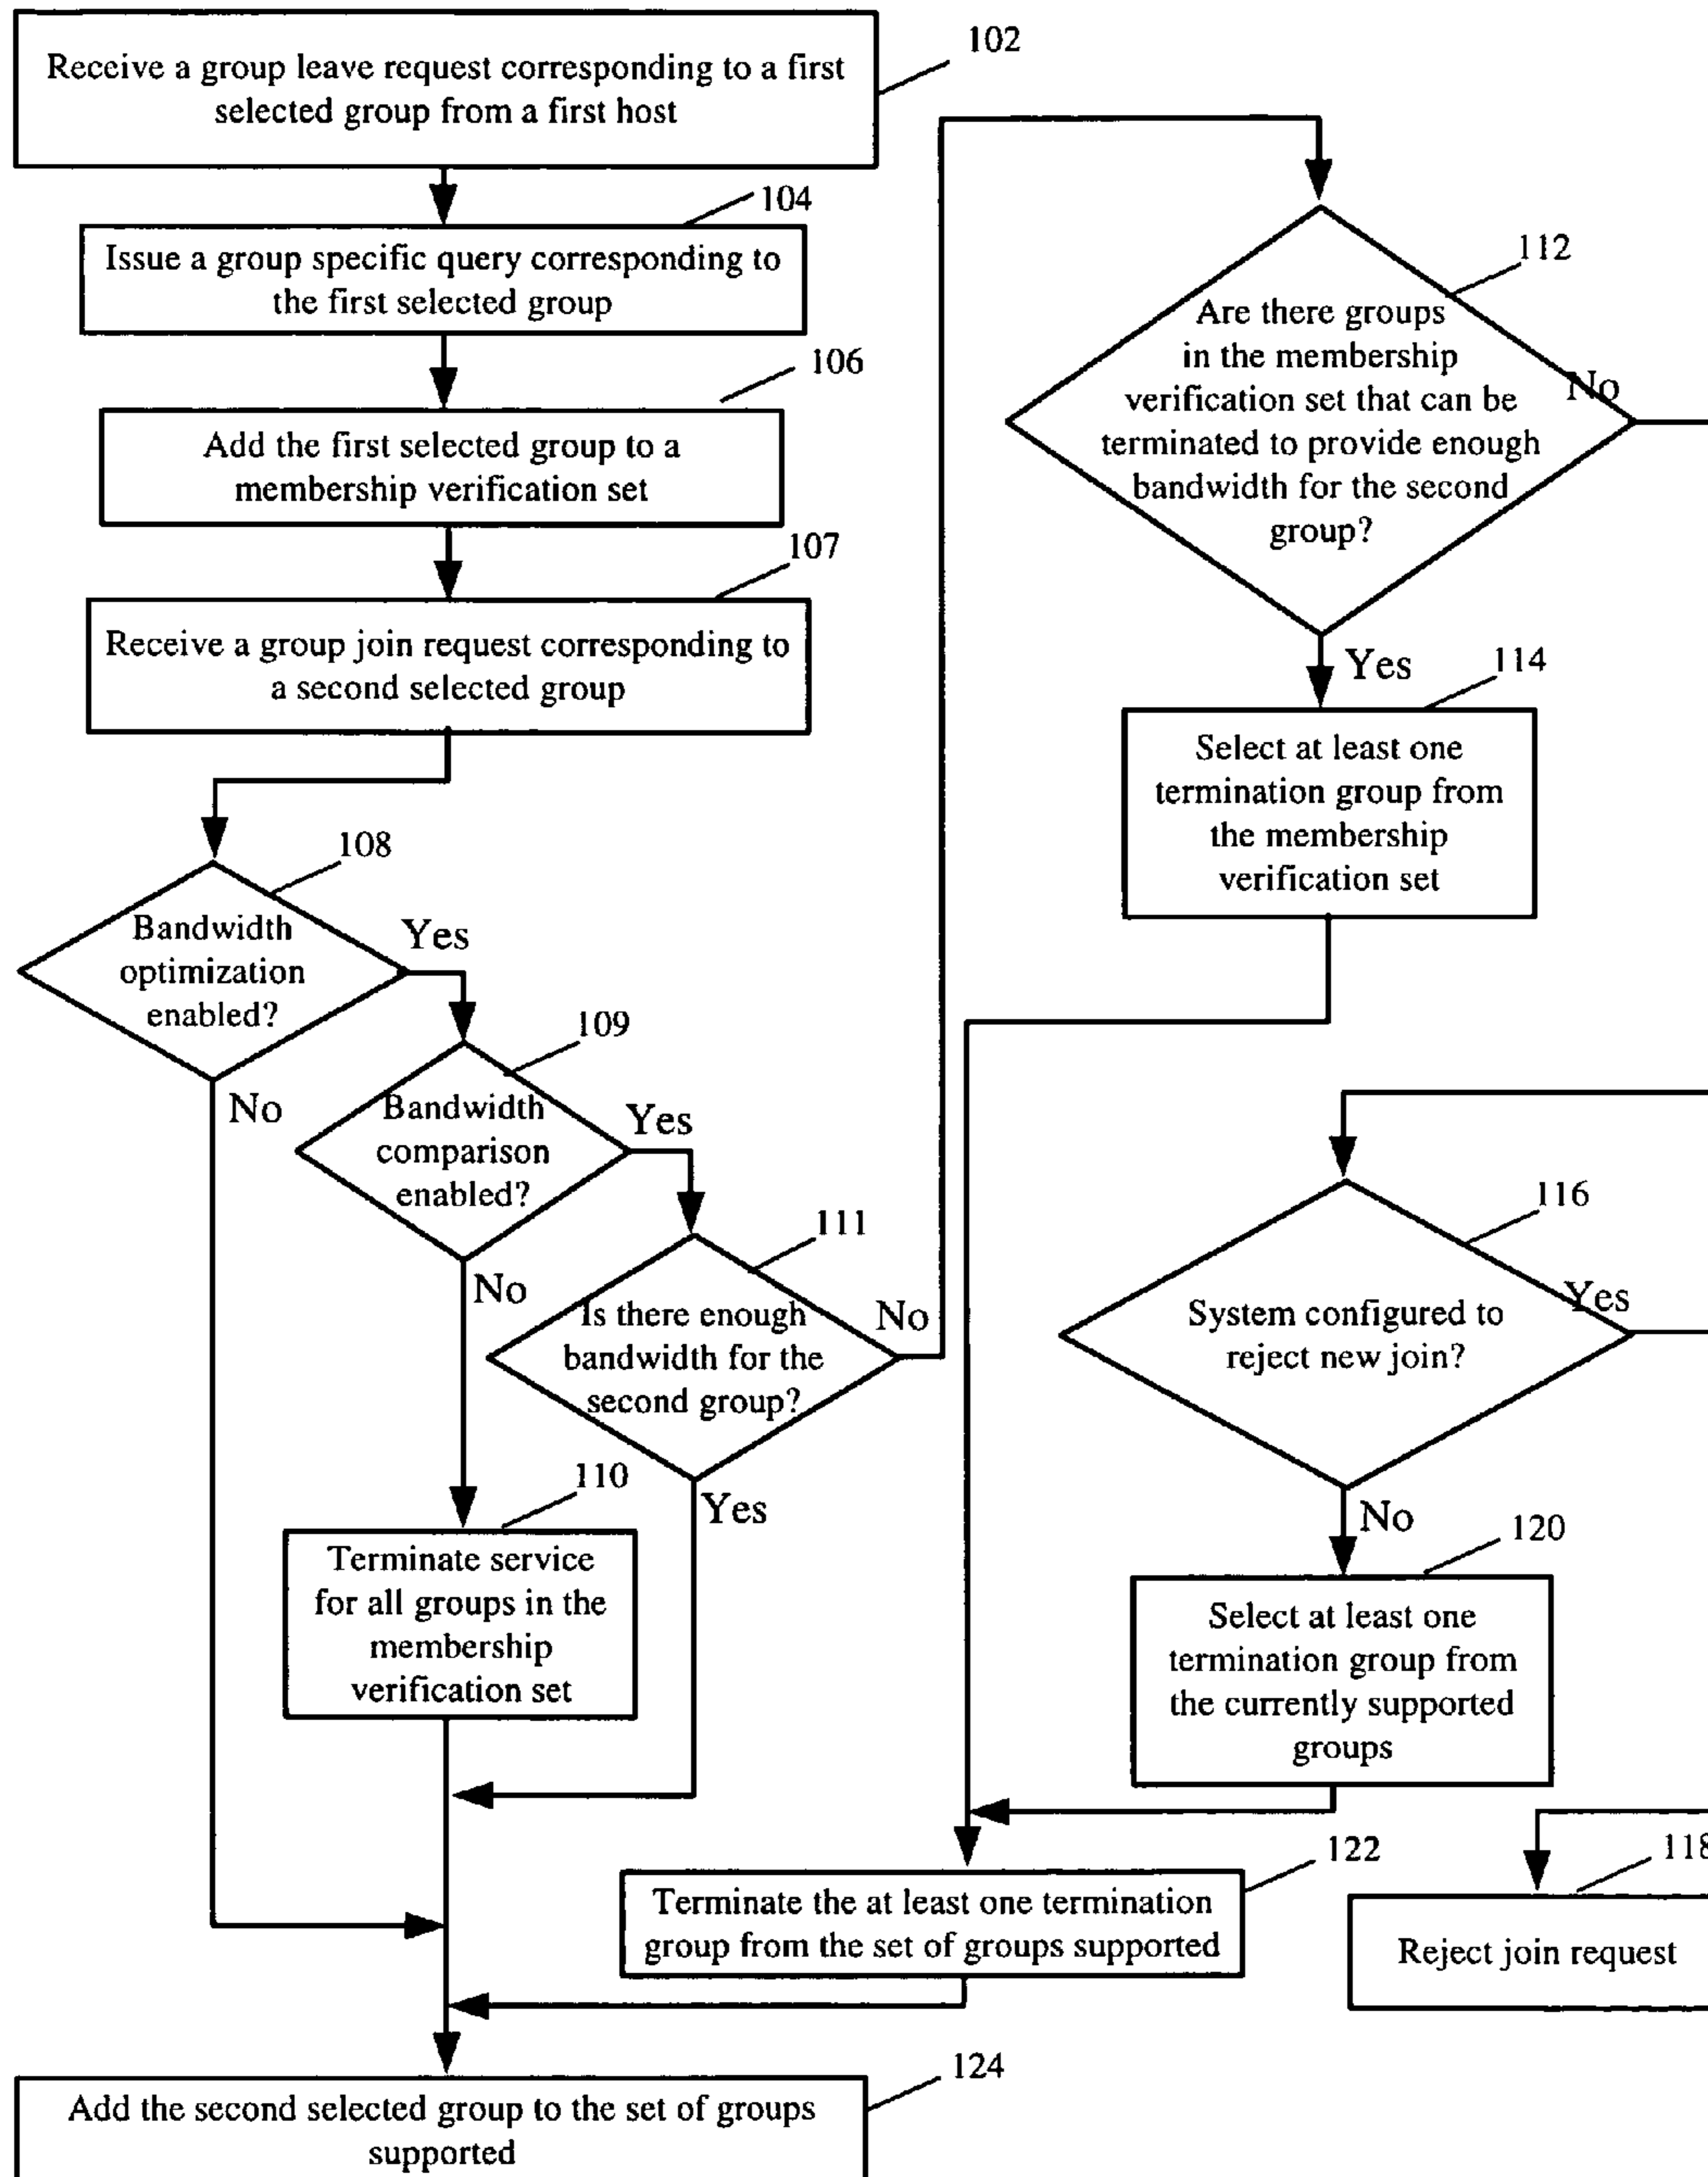 102
Receive a group leave request corresponding to a first
selected group from a first host
104
Issue a group specific query corresponding to
the first selected group
106
Add the first selected group to a
membership verification set
107
Receive a group join request corresponding to
a second selected group
108
Bandwidth
optimization
enabled?
Yes
No
109
Bandwidth
comparison
enabled?
Yes
No
111
Is there enough
bandwidth for the
second group?
No
Yes
110
Terminate service
for all groups in the
membership
verification set
112
Are there groups
in the membership
verification set that can be
terminated to provide enough
bandwidth for the second
group?
No
Yes
114
Select at least one
termination group from
the membership
verification set
116
System configured to
reject new join?
Yes
No
120
Select at least one
termination group from
the currently supported
groups
118
Reject join request
122
Terminate the at least one termination
group from the set of groups supported
124
Add the second selected group to the set of groups
supported